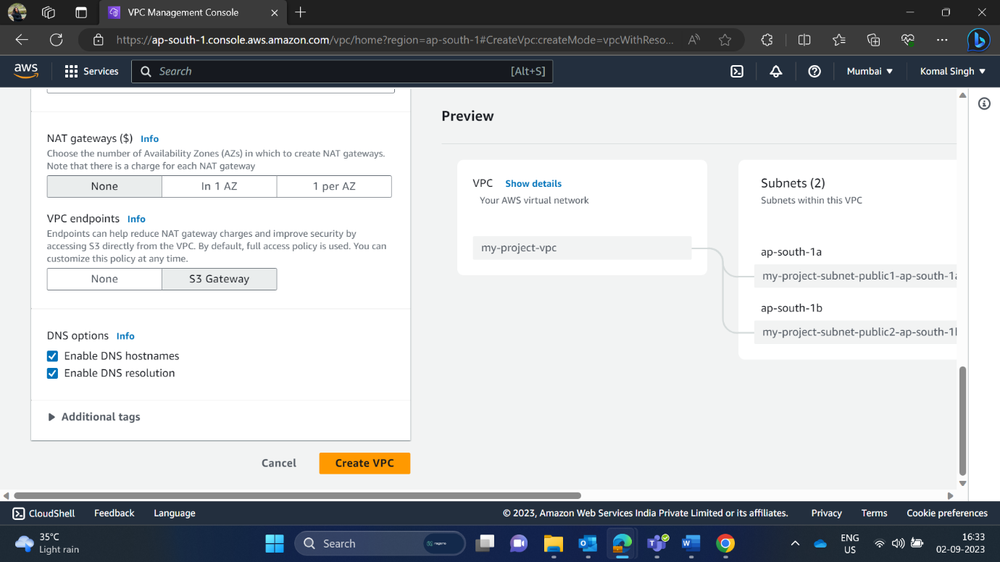 VPC Management Console
https://ap-south-1.console.aws.amazon.com/vpc/home?region=ap-south-1#CreateVpc:createMode=vpcWithReso...
aws
Services
Search
[Alt+S]
Mumbai
Komal Singh
NAT gateways ($) Info
Choose the number of Availability Zones (AZs) in which to create NAT gateways.
Note that there is a charge for each NAT gateway
None
In 1 AZ
1 per AZ
VPC endpoints Info
Endpoints can help reduce NAT gateway charges and improve security by
accessing S3 directly from the VPC. By default, full access policy is used. You can
customize this policy at any time.
None
S3 Gateway
DNS options Info
Enable DNS hostnames
Enable DNS resolution
Additional tags
Cancel
Create VPC
Preview
VPC Show details
Your AWS virtual network
my-project-vpc
Subnets (2)
Subnets within this VPC
ap-south-1a
my-project-subnet-public1-ap-south-1a
ap-south-1b
my-project-subnet-public2-ap-south-1
CloudShell
Feedback
Language
© 2023, Amazon Web Services India Private Limited or its affiliates.
Privacy
Terms
Cookie preferences
35°C
Light rain
Search
ENG
US
16:33
02-09-2023